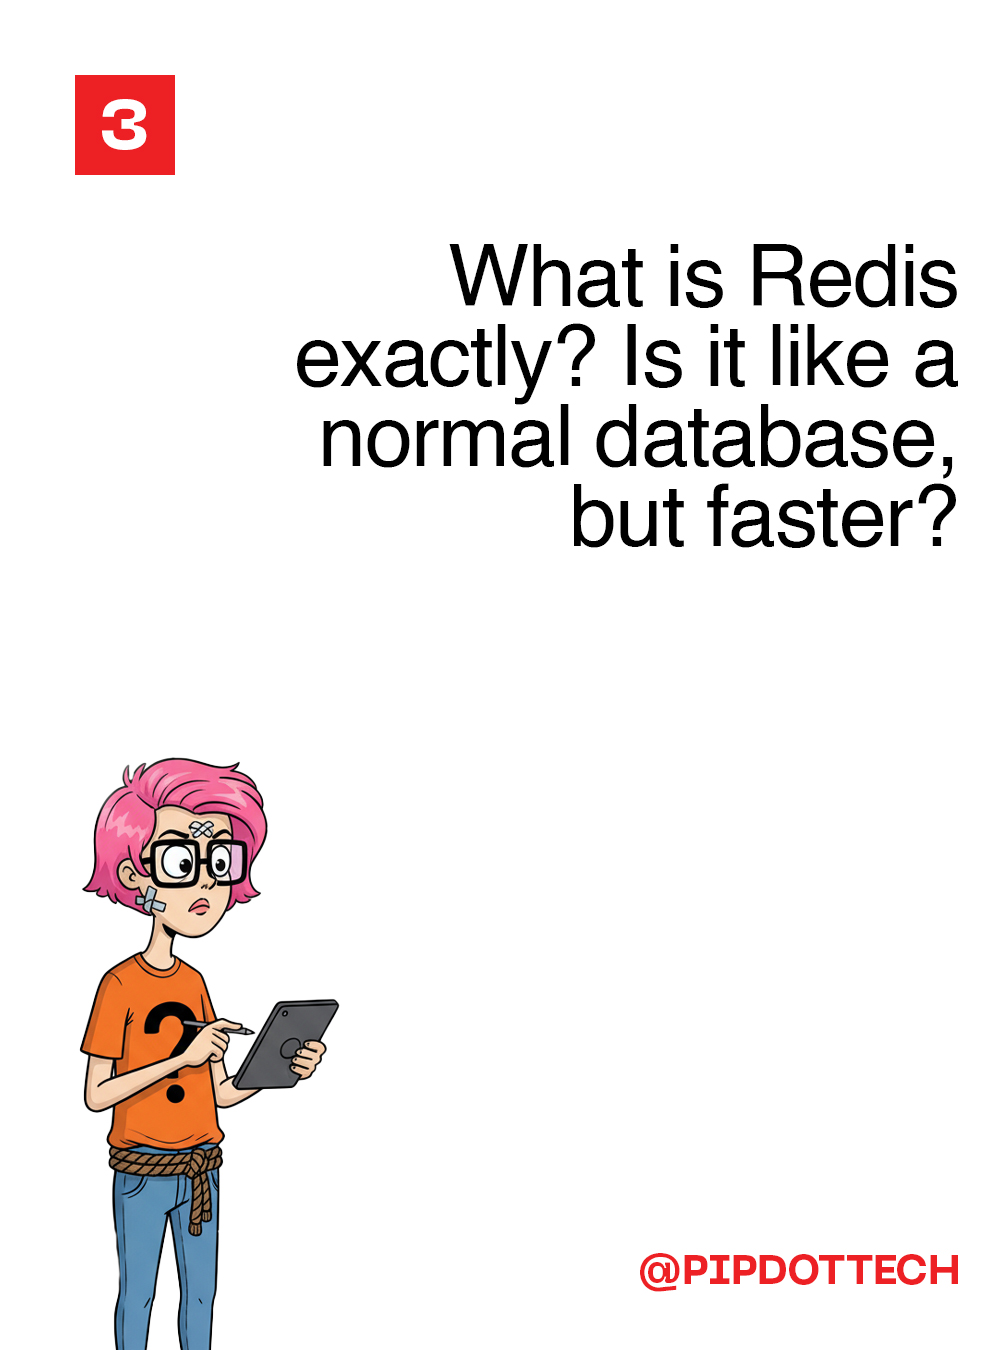 3
What is Redis
exactly? Is it like a
normal database,
but faster?
?
@PIPDOTTECH